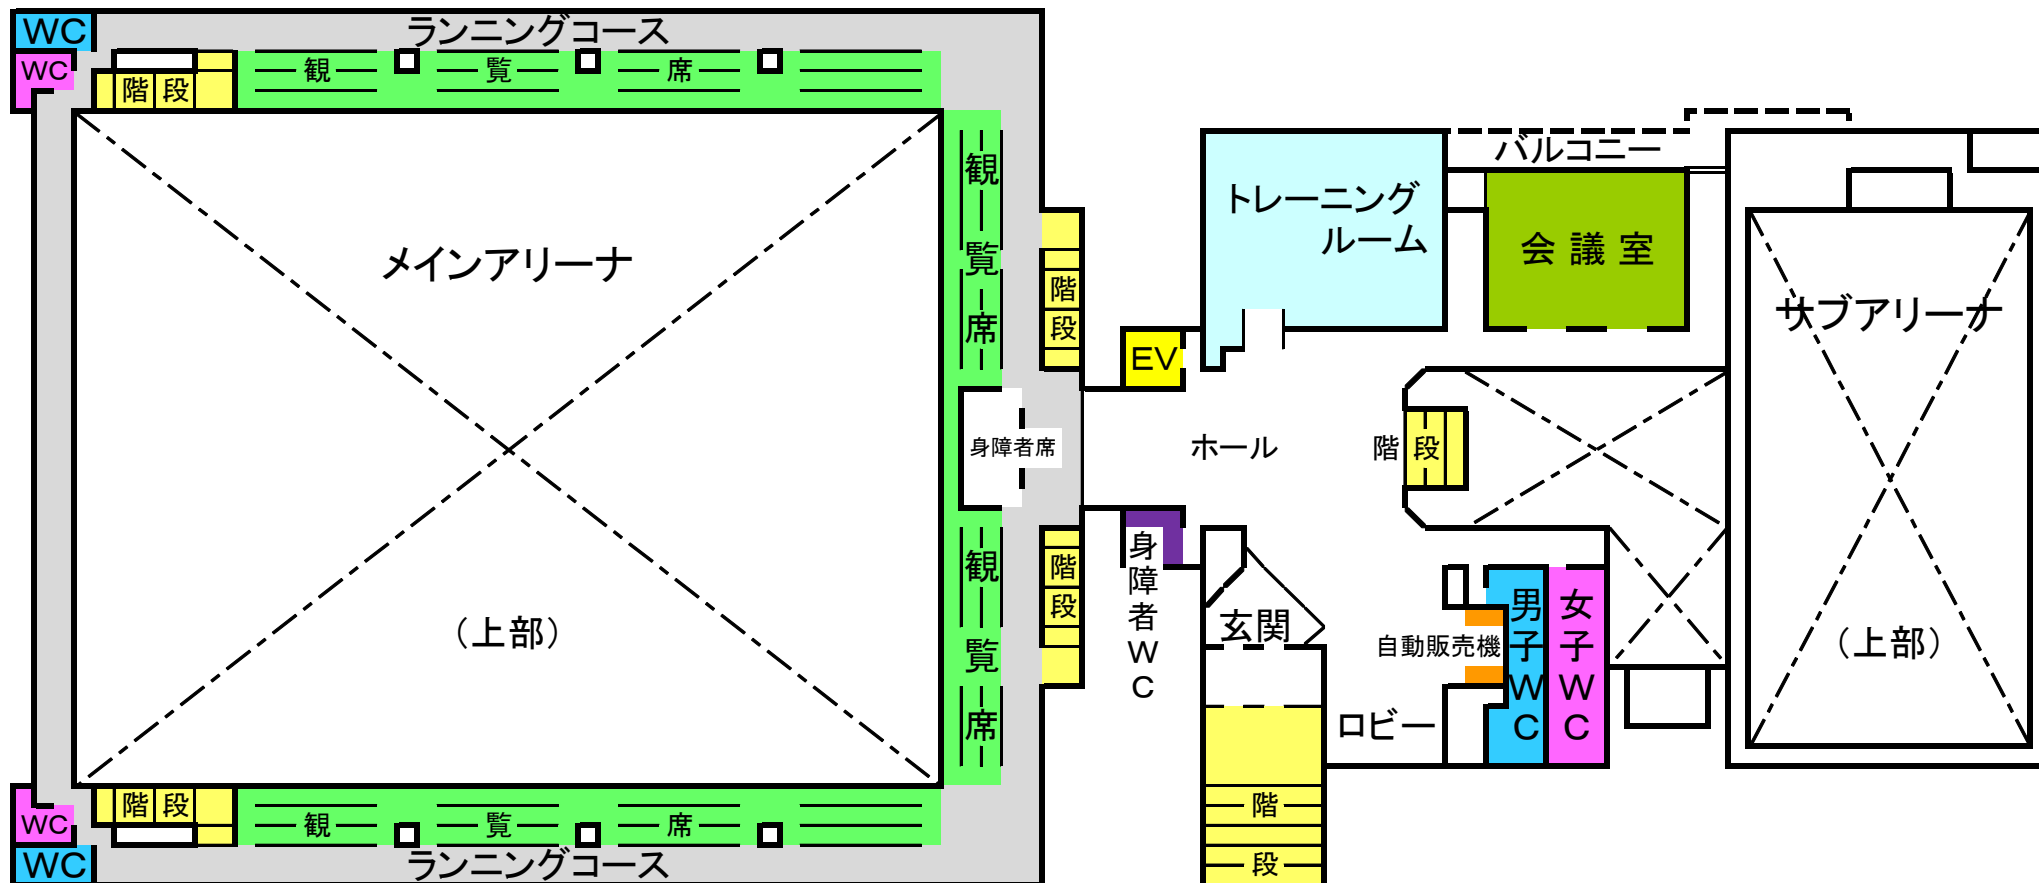 WC
ランニングコース
WC
観 覧 席
階 段
バルコニー
トレーニング
ルーム
会 議 室
メインアリーナ
観
覧
席
階
段
サブアリーナ
EV
身障者席
ホール
階 段
身
障
者
W
C
観
覧
席
階
段
玄関
自動販売機
男
子
W
C
女
子
W
C
(上部)
(上部)
ロビー
階
段
階 段
WC
観 覧 席
WC
ランニングコース